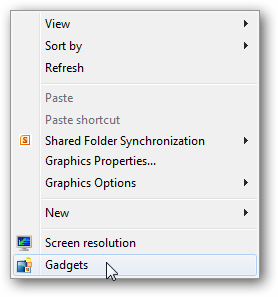 View
Sort by
Refresh
Paste
Paste shortcut
Shared Folder Synchronization
Graphics Properties...
Graphics Options
New
Screen resolution
Gadgets